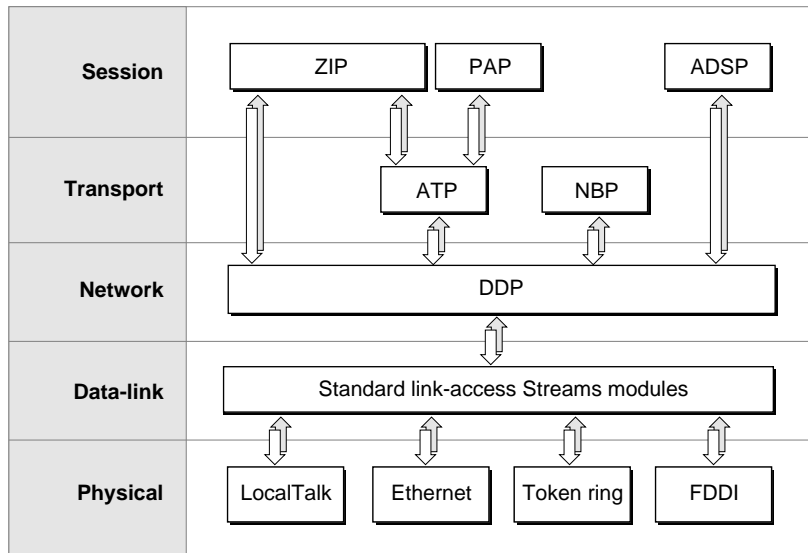 Session
ZIP
PAP
ADSP
Transport
ATP
NBP
Network
DDP
Data-link
Standard link-access Streams modules
Physical
LocalTalk
Ethernet
Token ring
FDDI